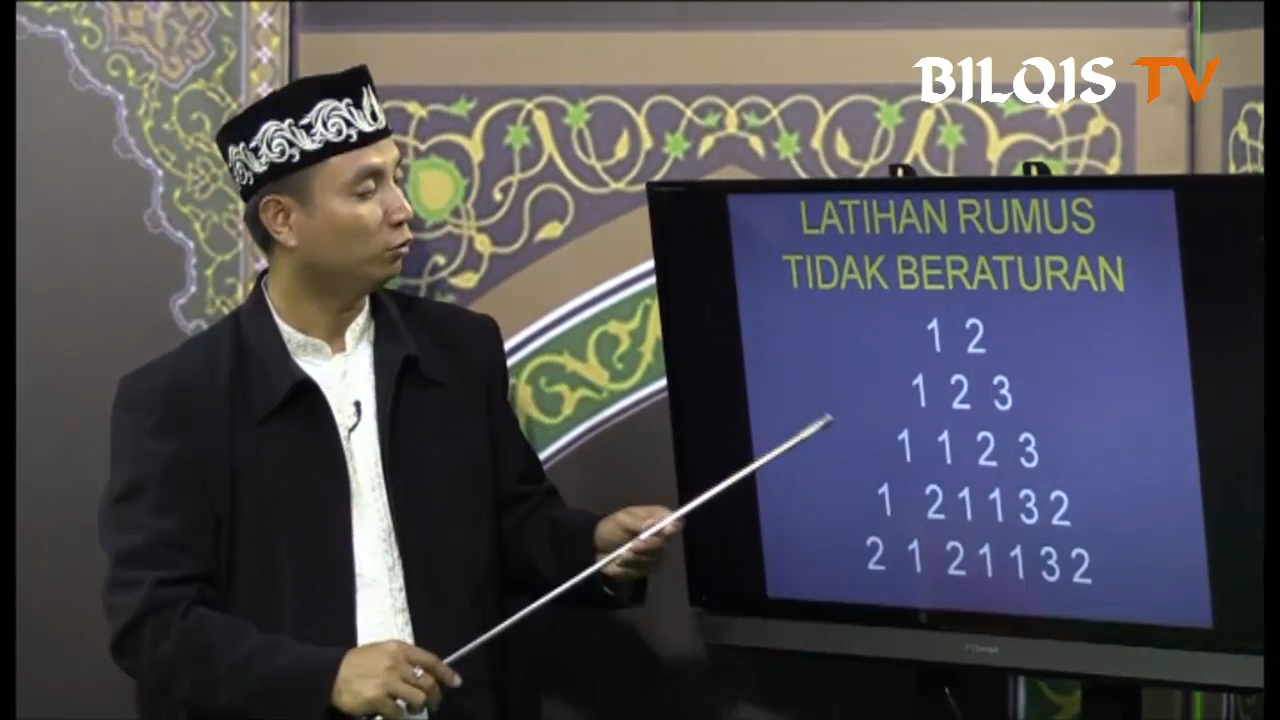 BILQIS TV
LATIHAN RUMUS
TIDAK BERATURAN
1 2
1 2 3
1 1 2 3
1 2 1 1 3 2
2 1 2 1 1 3 2